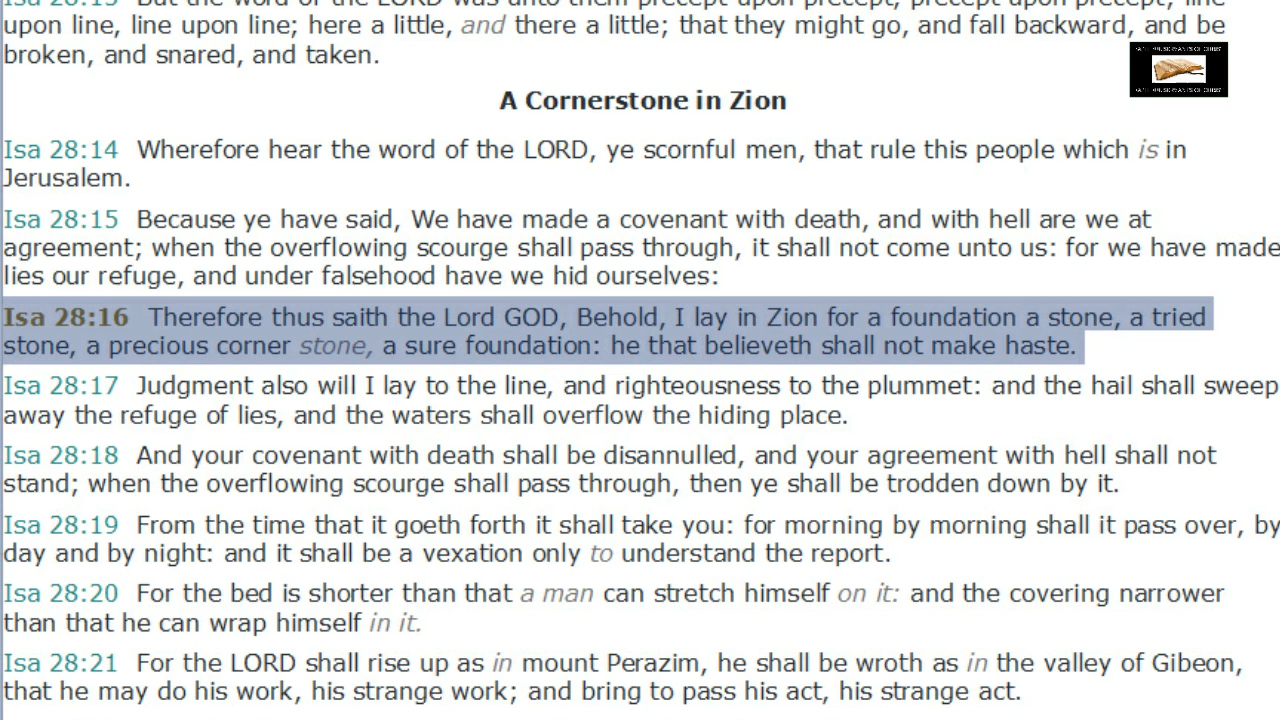 upon line, line upon line; here a little, and there a little; that they might go, and fall backward, and be
broken, and snared, and taken.
A Cornerstone in Zion
Isa 28:14 Wherefore hear the word of the LORD, ye scornful men, that rule this people which is in
Jerusalem.
Isa 28:15 Because ye have said, We have made a covenant with death, and with hell are we at
agreement; when the overflowing scourge shall pass through, it shall not come unto us: for we have made
lies our refuge, and under falsehood have we hid ourselves:
Isa 28:16 Therefore thus saith the Lord GOD, Behold, I lay in Zion for a foundation a stone, a tried
stone, a precious corner stone, a sure foundation: he that believeth shall not make haste.
Isa 28:17 Judgment also will I lay to the line, and righteousness to the plummet: and the hail shall sweep
away the refuge of lies, and the waters shall overflow the hiding place.
Isa 28:18 And your covenant with death shall be disannulled, and your agreement with hell shall not
stand; when the overflowing scourge shall pass through, then ye shall be trodden down by it.
Isa 28:19 From the time that it goeth forth it shall take you: for morning by morning shall it pass over, by
day and by night: and it shall be a vexation only to understand the report.
Isa 28:20 For the bed is shorter than that a man can stretch himself on it: and the covering narrower
than that he can wrap himself in it.
Isa 28:21 For the LORD shall rise up as in mount Perazim, he shall be wroth as in the valley of Gibeon,
that he may do his work, his strange work; and bring to pass his act, his strange act.